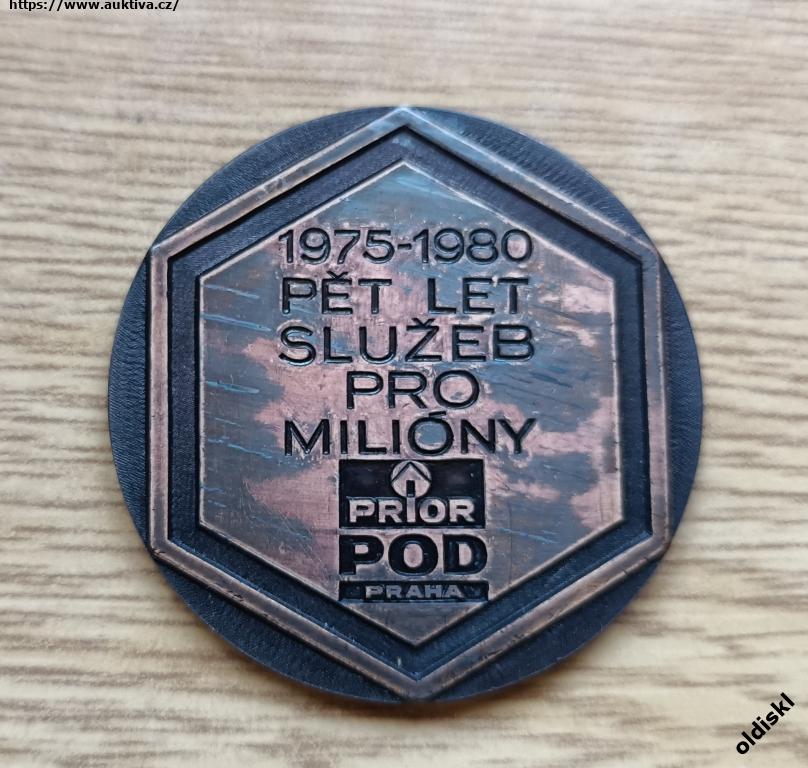 https://www.auktiva.cz/
1975-1980
PĚT LET
SLUŽEB
PRO
MILIÓNY
PRIOR
POD
PRAHA
oldiskl